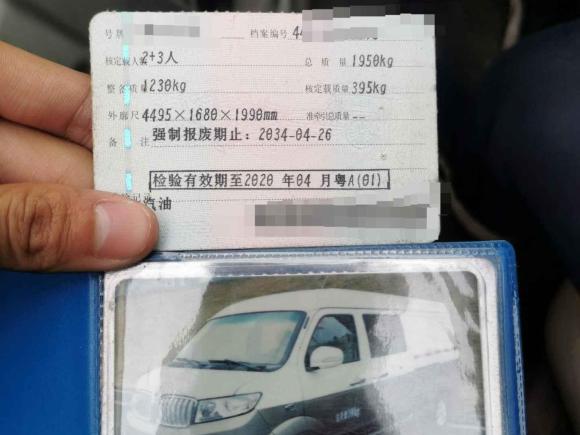 号牌 档案编号 44
核定载人数 2+3人 总 质 量 1950kg
整备质量 1230kg 核定载质量 395kg
外廓尺 4495×1680×1990mm 准牵引总质量 --
备 注 强制报废期止：2034-04-26
检验有效期至2020 年04 月粤A(01)
汽油